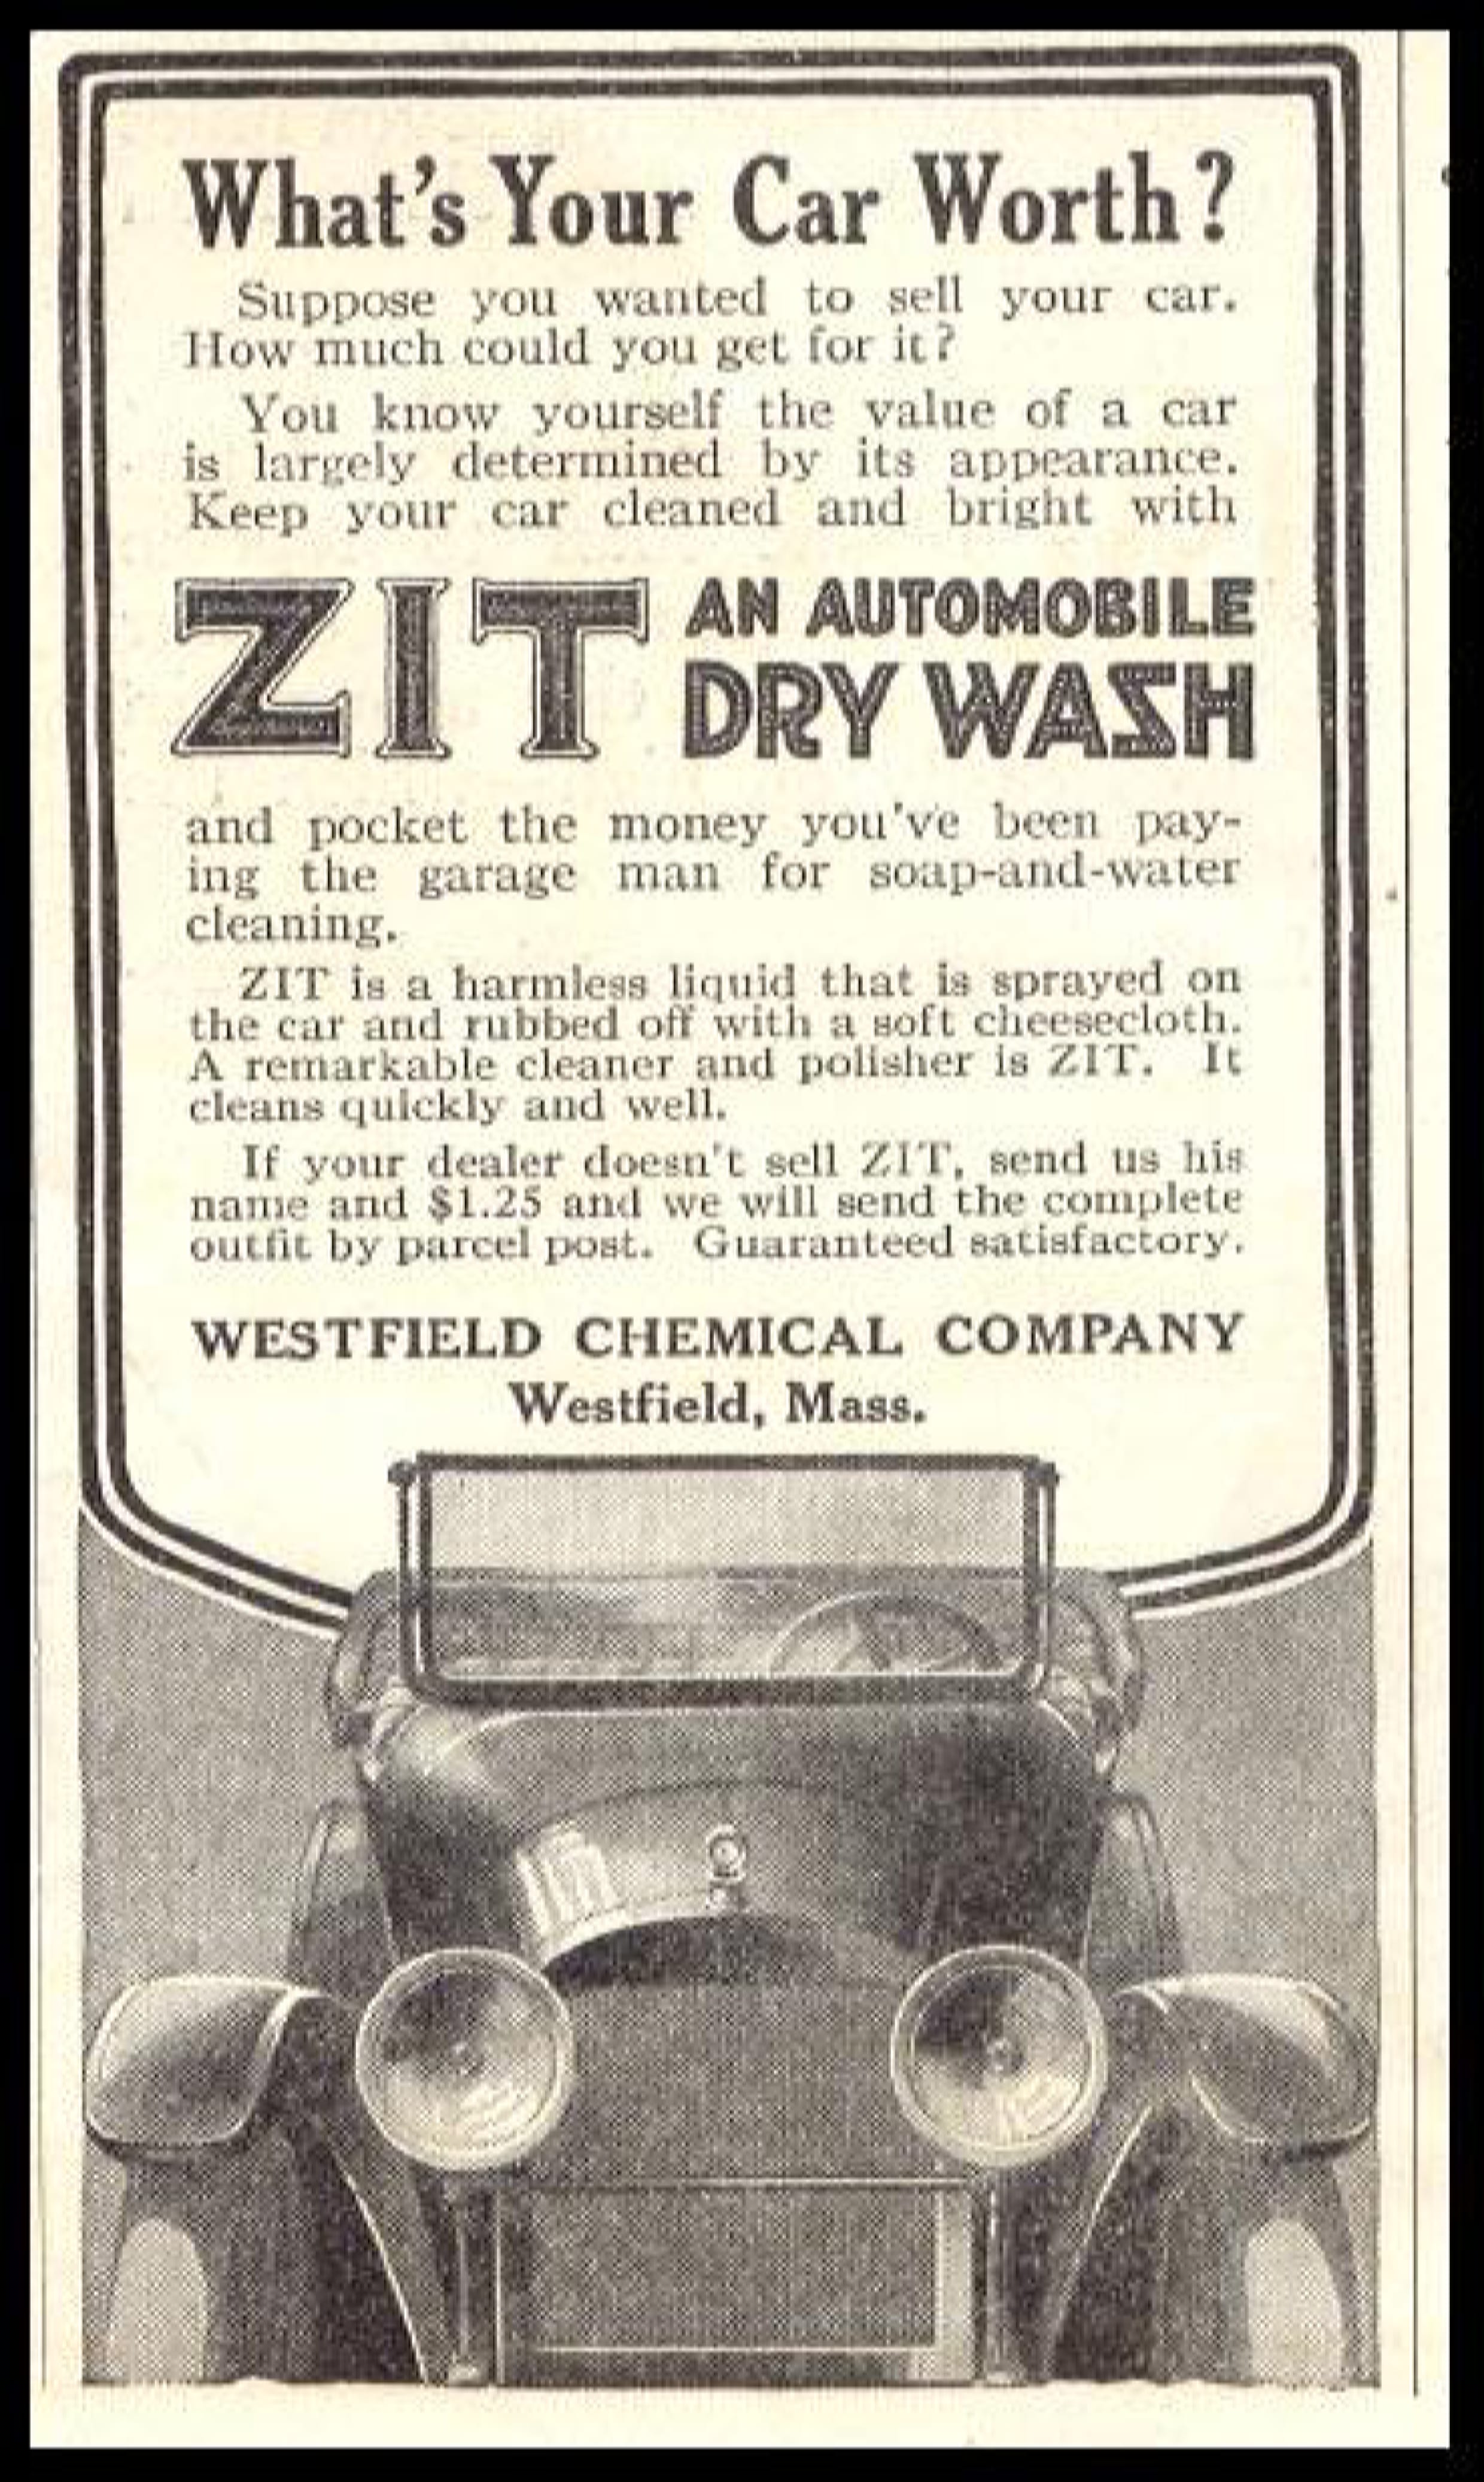 What's Your Car Worth?
Suppose you wanted to sell your car.
How much could you get for it?
You know yourself the value of a car
is largely determined by its appearance.
Keep your car cleaned and bright with
ZIT AN AUTOMOBILE
DRY WASH
and pocket the money you've been pay-
ing the garage man for soap-and-water
cleaning.
ZIT is a harmless liquid that is sprayed on
the car and rubbed off with a soft cheesecloth.
A remarkable cleaner and polisher is ZIT. It
cleans quickly and well.
If your dealer doesn't sell ZIT, send us his
name and $1.25 and we will send the complete
outfit by parcel post. Guaranteed satisfactory.
WESTFIELD CHEMICAL COMPANY
Westfield, Mass.